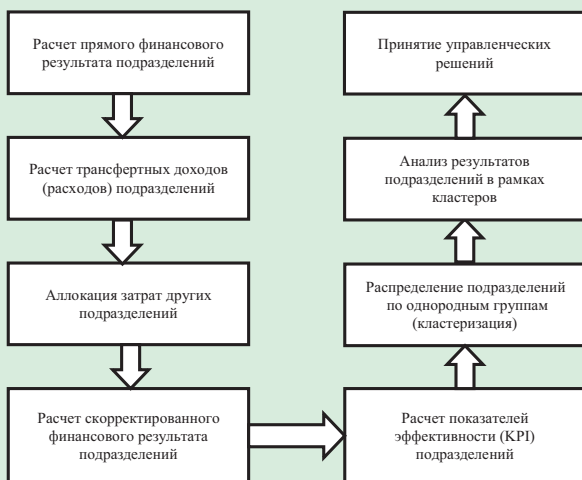 Расчет прямого финансового
результата подразделений
Расчет трансфертных доходов
(расходов) подразделений
Аллокация затрат других
подразделений
Расчет скорректированного
финансового результата
подразделений
Расчет показателей
эффективности (KPI)
подразделений
Распределение подразделений
по однородным группам
(кластеризация)
Анализ результатов
подразделений в рамках
кластеров
Принятие управленческих
решений